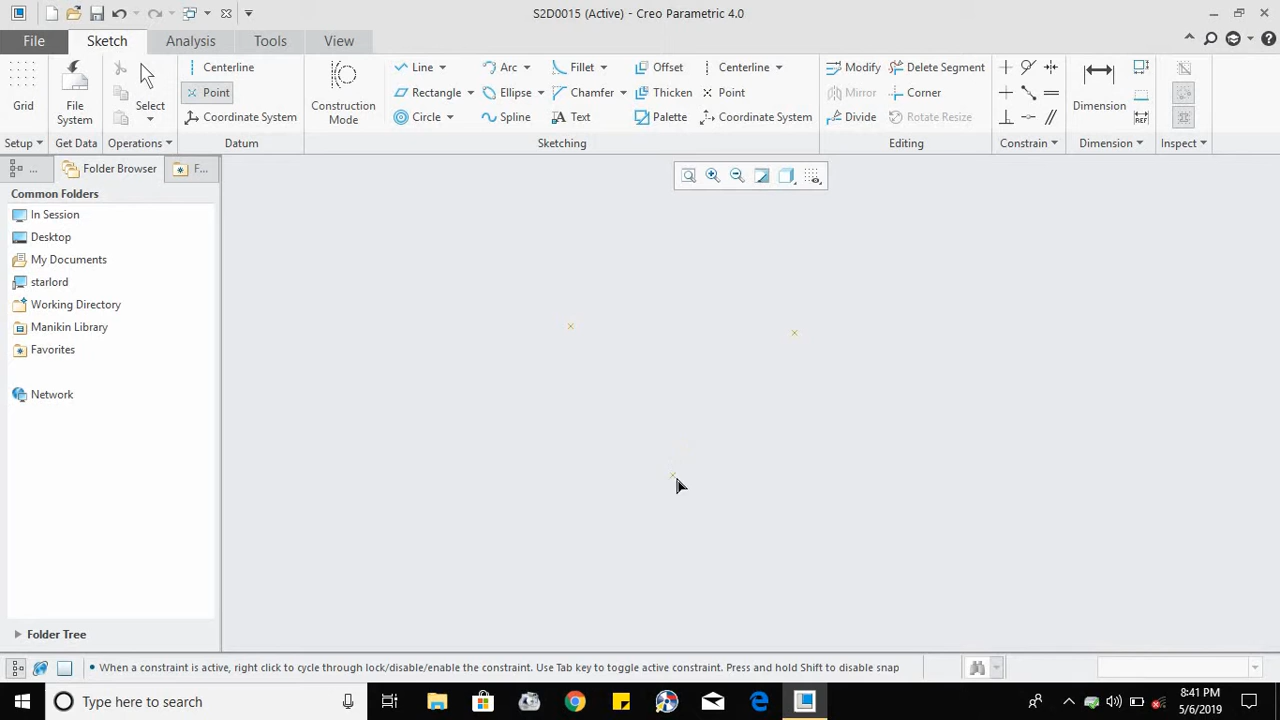 S2D0015 (Active) - Creo Parametric 4.0
File Sketch Analysis Tools View
Grid
File System
Select
Centerline
Point
Coordinate System
Construction Mode
Line Arc Fillet Offset Centerline
Rectangle Ellipse Chamfer Thicken Point
Circle Spline Text Palette Coordinate System
Modify Delete Segment
Mirror Corner
Divide Rotate Resize
Dimension
REF
Setup Get Data Operations Datum Sketching Editing Constrain Dimension Inspect
... Folder Browser F...
Common Folders
In Session
Desktop
My Documents
starlord
Working Directory
Manikin Library
Favorites
Network
Folder Tree
• When a constraint is active, right click to cycle through lock/disable/enable the constraint. Use Tab key to toggle active constraint. Press and hold Shift to disable snap
Type here to search
8:41 PM
5/6/2019